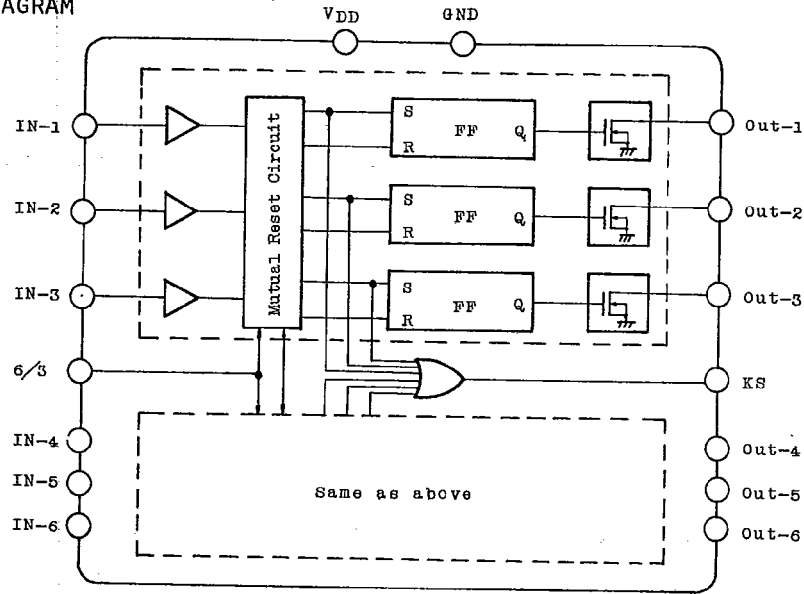 AGRAM
VDD GND
IN-1
IN-2
IN-3
6/3
IN-4
IN-5
IN-6
Mutual Reset Circuit
S
R
FF
Q
S
R
FF
Q
S
R
FF
Q
Same as above
Out-1
Out-2
Out-3
KS
Out-4
Out-5
Out-6